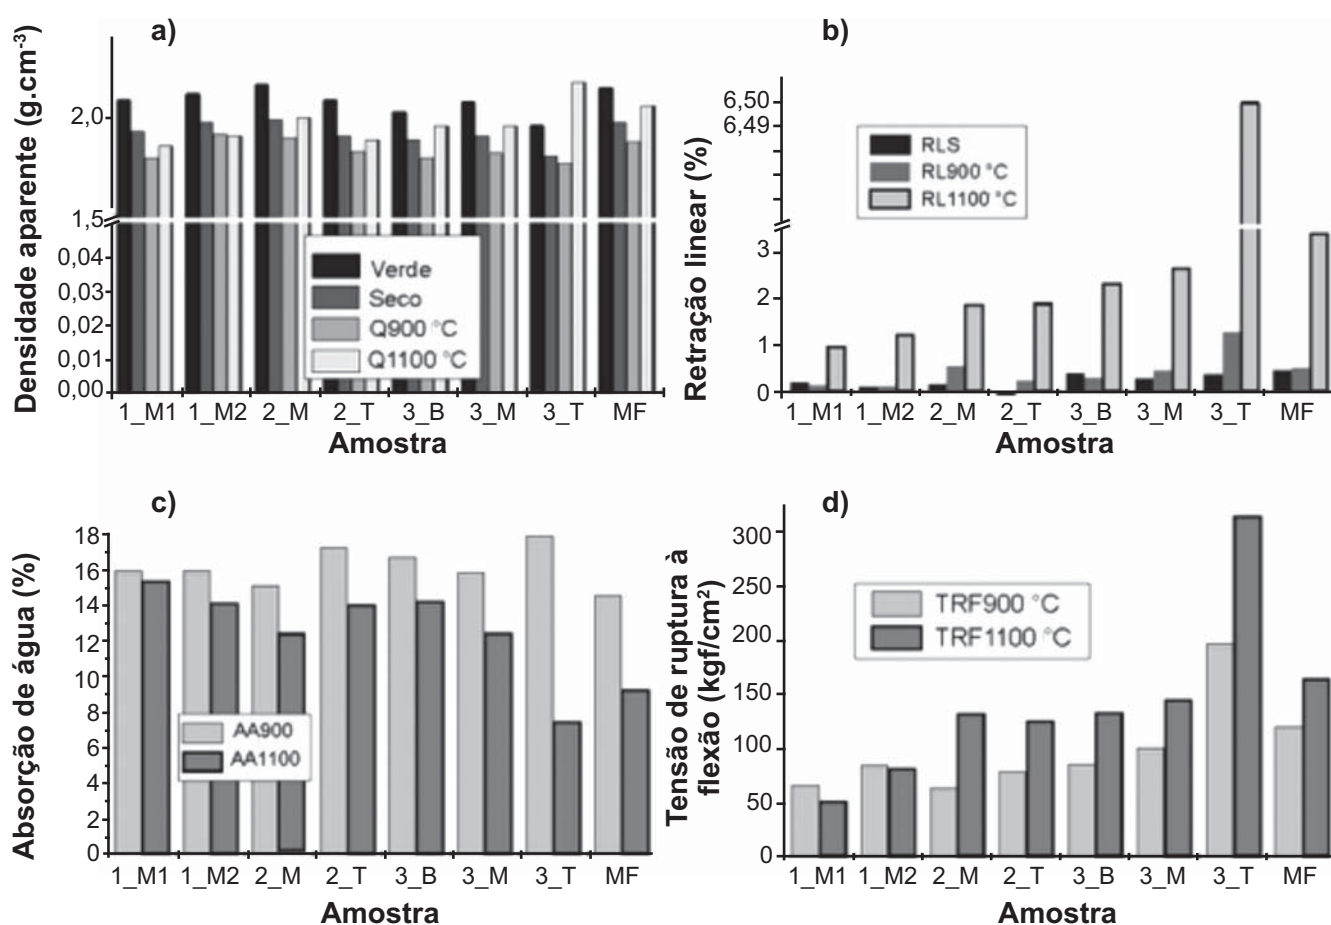 a)
Densidade aparente (g.cm-3)
2,0
1,5
0,04
0,03
0,02
0,01
0,00
Verde
Seco
Q900 °C
Q1100 °C
1_M1 1_M2 2_M 2_T 3_B 3_M 3_T MF
Amostra
b)
Retração linear (%)
6,50
6,49
3
2
1
0
RLS
RL900 °C
RL1100 °C
1_M1 1_M2 2_M 2_T 3_B 3_M 3_T MF
Amostra
c)
Absorção de água (%)
18
16
14
12
10
8
6
4
2
0
AA900
AA1100
1_M1 1_M2 2_M 2_T 3_B 3_M 3_T MF
Amostra
d)
Tensão de ruptura à
flexão (kgf/cm²)
300
250
200
150
100
50
0
TRF900 °C
TRF1100 °C
1_M1 1_M2 2_M 2_T 3_B 3_M 3_T MF
Amostra